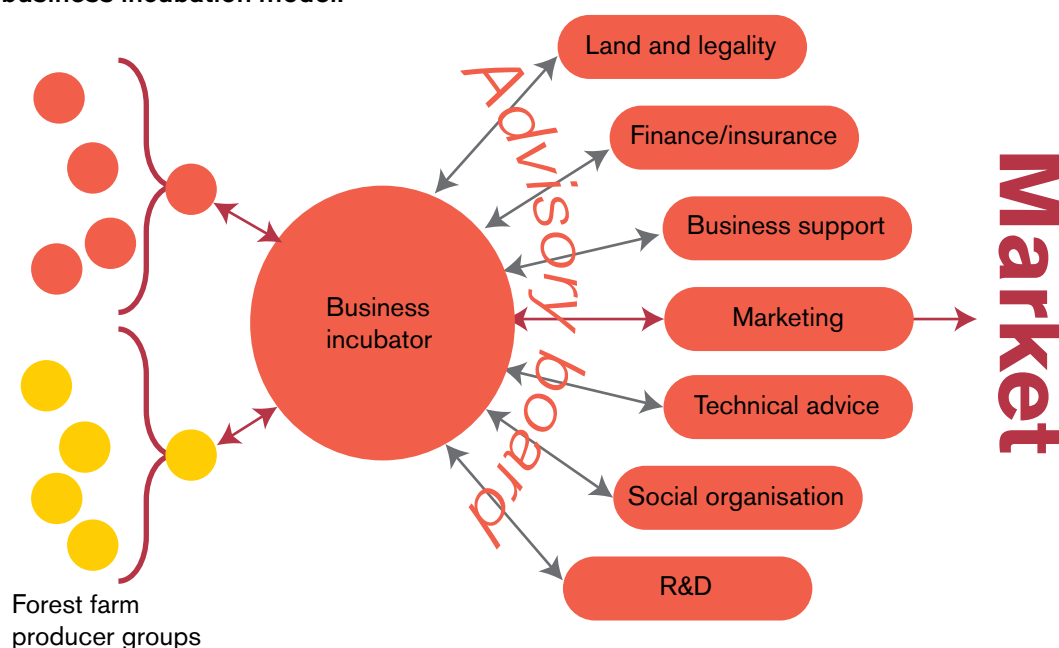 business incubation model.
Land and legality
Finance/insurance
Business support
Marketing
Technical advice
Social organisation
R&D
Advisory board
Business
incubator
Market
Forest farm
producer groups